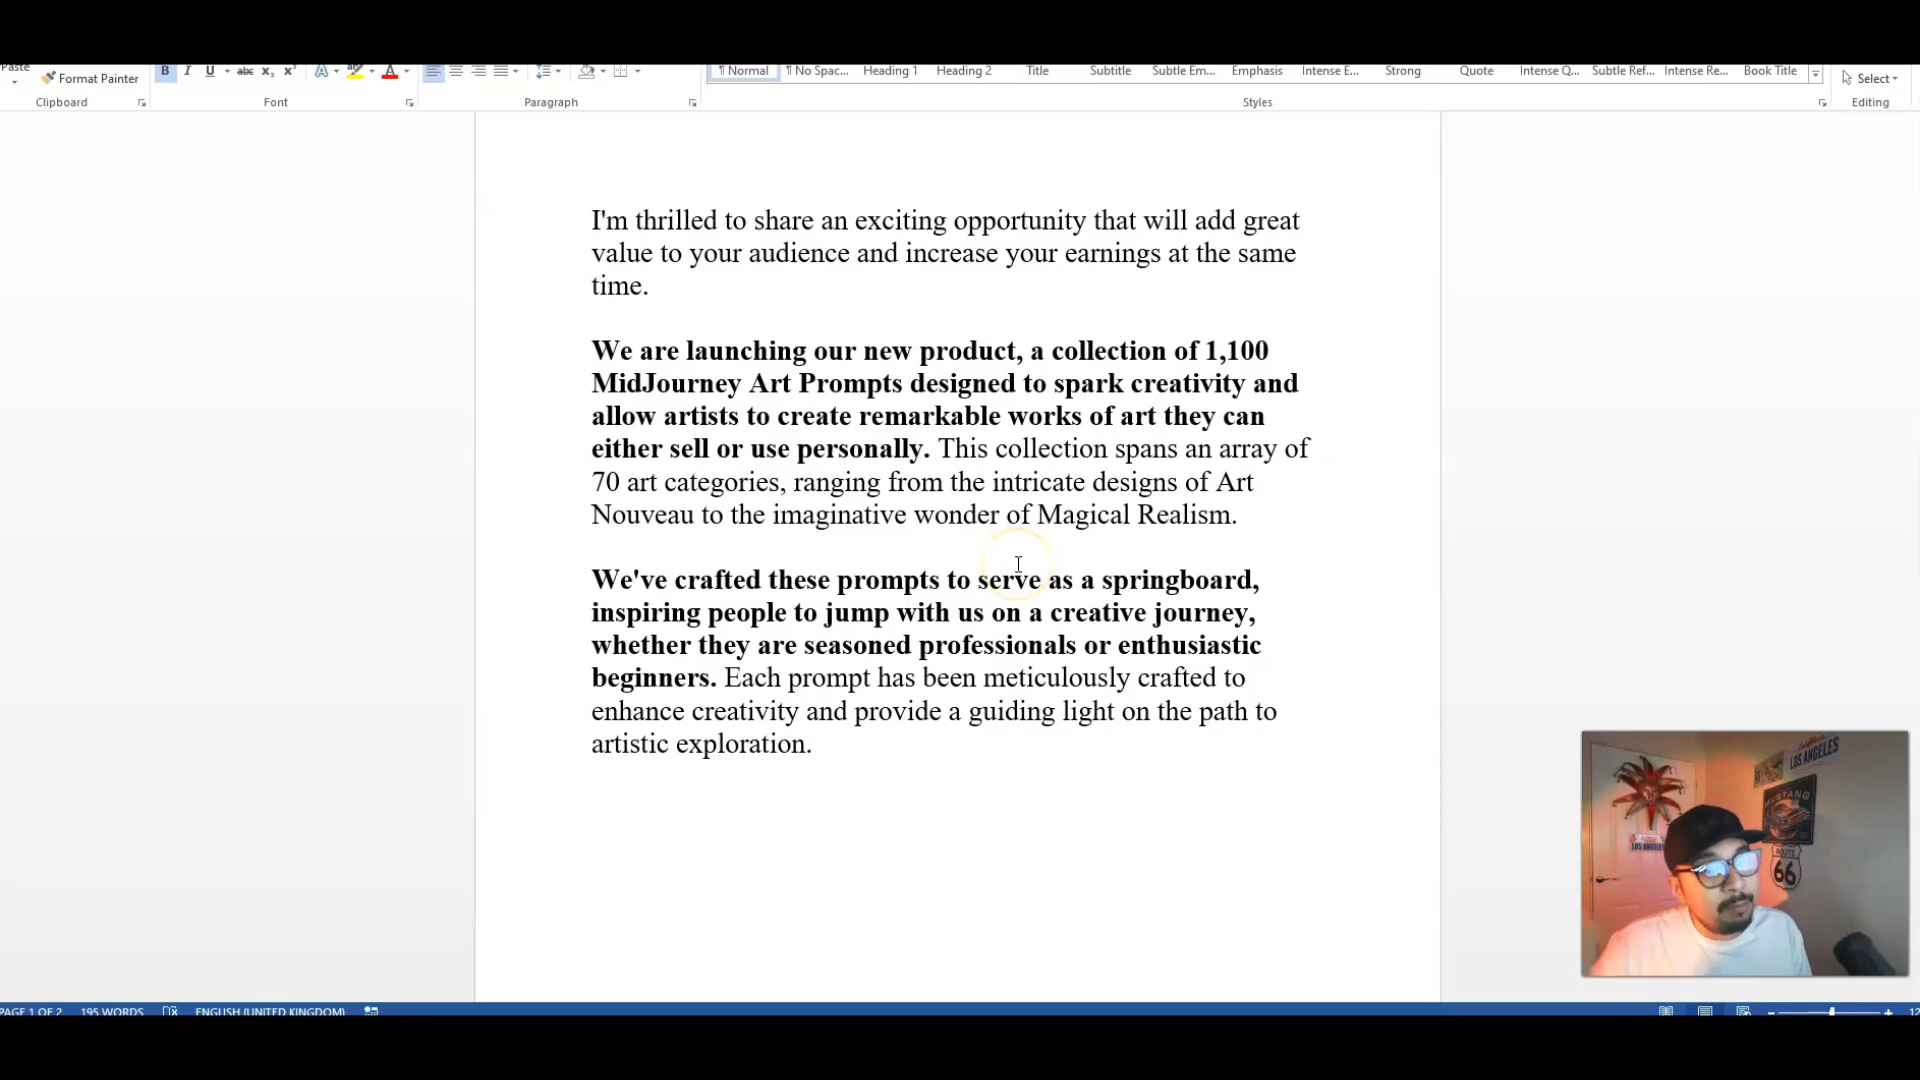 Paste
Format Painter
B I U abc X₂ X² A A
¶ Normal ¶ No Spac... Heading 1 Heading 2 Title Subtitle Subtle Em... Emphasis Intense E... Strong Quote Intense Q... Subtle Ref... Intense Re... Book Title
Select
Clipboard Font Paragraph Styles Editing
I'm thrilled to share an exciting opportunity that will add great
value to your audience and increase your earnings at the same
time.
We are launching our new product, a collection of 1,100
MidJourney Art Prompts designed to spark creativity and
allow artists to create remarkable works of art they can
either sell or use personally. This collection spans an array of
70 art categories, ranging from the intricate designs of Art
Nouveau to the imaginative wonder of Magical Realism.
We've crafted these prompts to serve as a springboard,
inspiring people to jump with us on a creative journey,
whether they are seasoned professionals or enthusiastic
beginners. Each prompt has been meticulously crafted to
enhance creativity and provide a guiding light on the path to
artistic exploration.
LOS ANGELES
MUSTANG
LOS ANGELES
ROUTE
66
PAGE 1 OF 2 195 WORDS ENGLISH (UNITED KINGDOM)